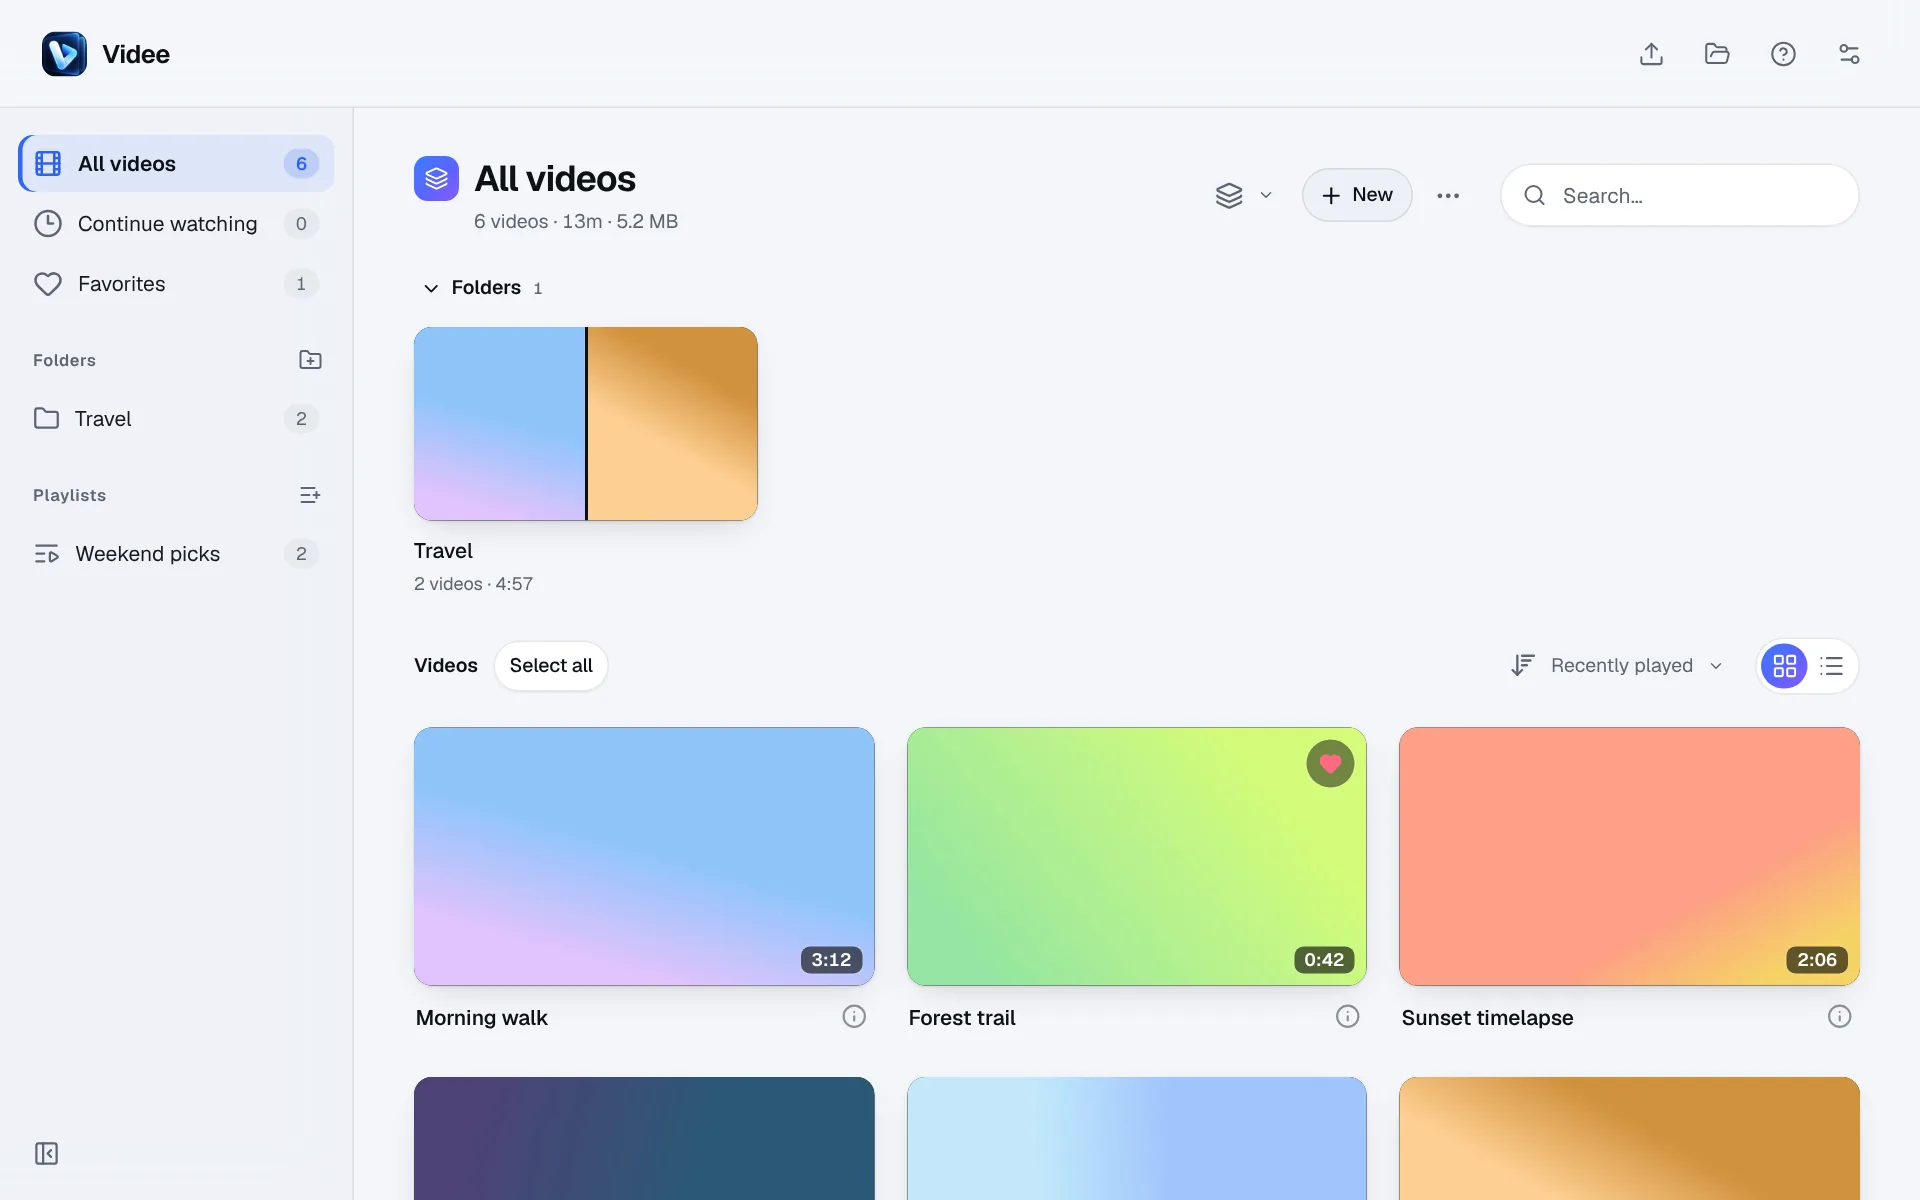 Videe
All videos 6
Continue watching 0
Favorites 1
Folders
Travel 2
Playlists
Weekend picks 2
All videos
6 videos · 13m · 5.2 MB
New
Search...
Folders 1
Travel
2 videos · 4:57
Videos
Select all
Recently played
3:12
0:42
2:06
Morning walk
Forest trail
Sunset timelapse